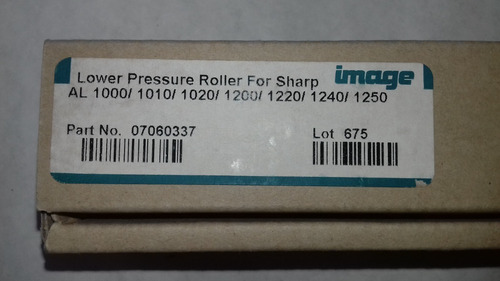 image
Lower Pressure Roller For Sharp
AL 1000/ 1010/ 1020/ 1200/ 1220/ 1240/ 1250
Part No. 07060337 Lot 675